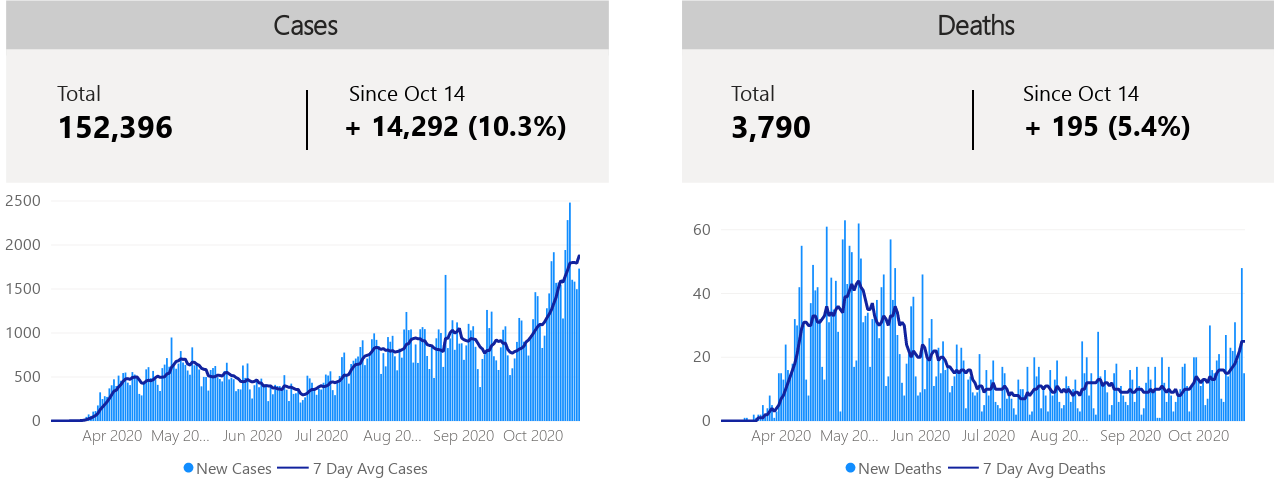 Cases
Total
152,396
Since Oct 14
+ 14,292 (10.3%)
2500
2000
1500
1000
500
0
Apr 2020 May 20... Jun 2020 Jul 2020 Aug 20... Sep 2020 Oct 2020
New Cases 7 Day Avg Cases
Deaths
Total
3,790
Since Oct 14
+ 195 (5.4%)
60
40
20
0
Apr 2020 May 20... Jun 2020 Jul 2020 Aug 20... Sep 2020 Oct 2020
New Deaths 7 Day Avg Deaths